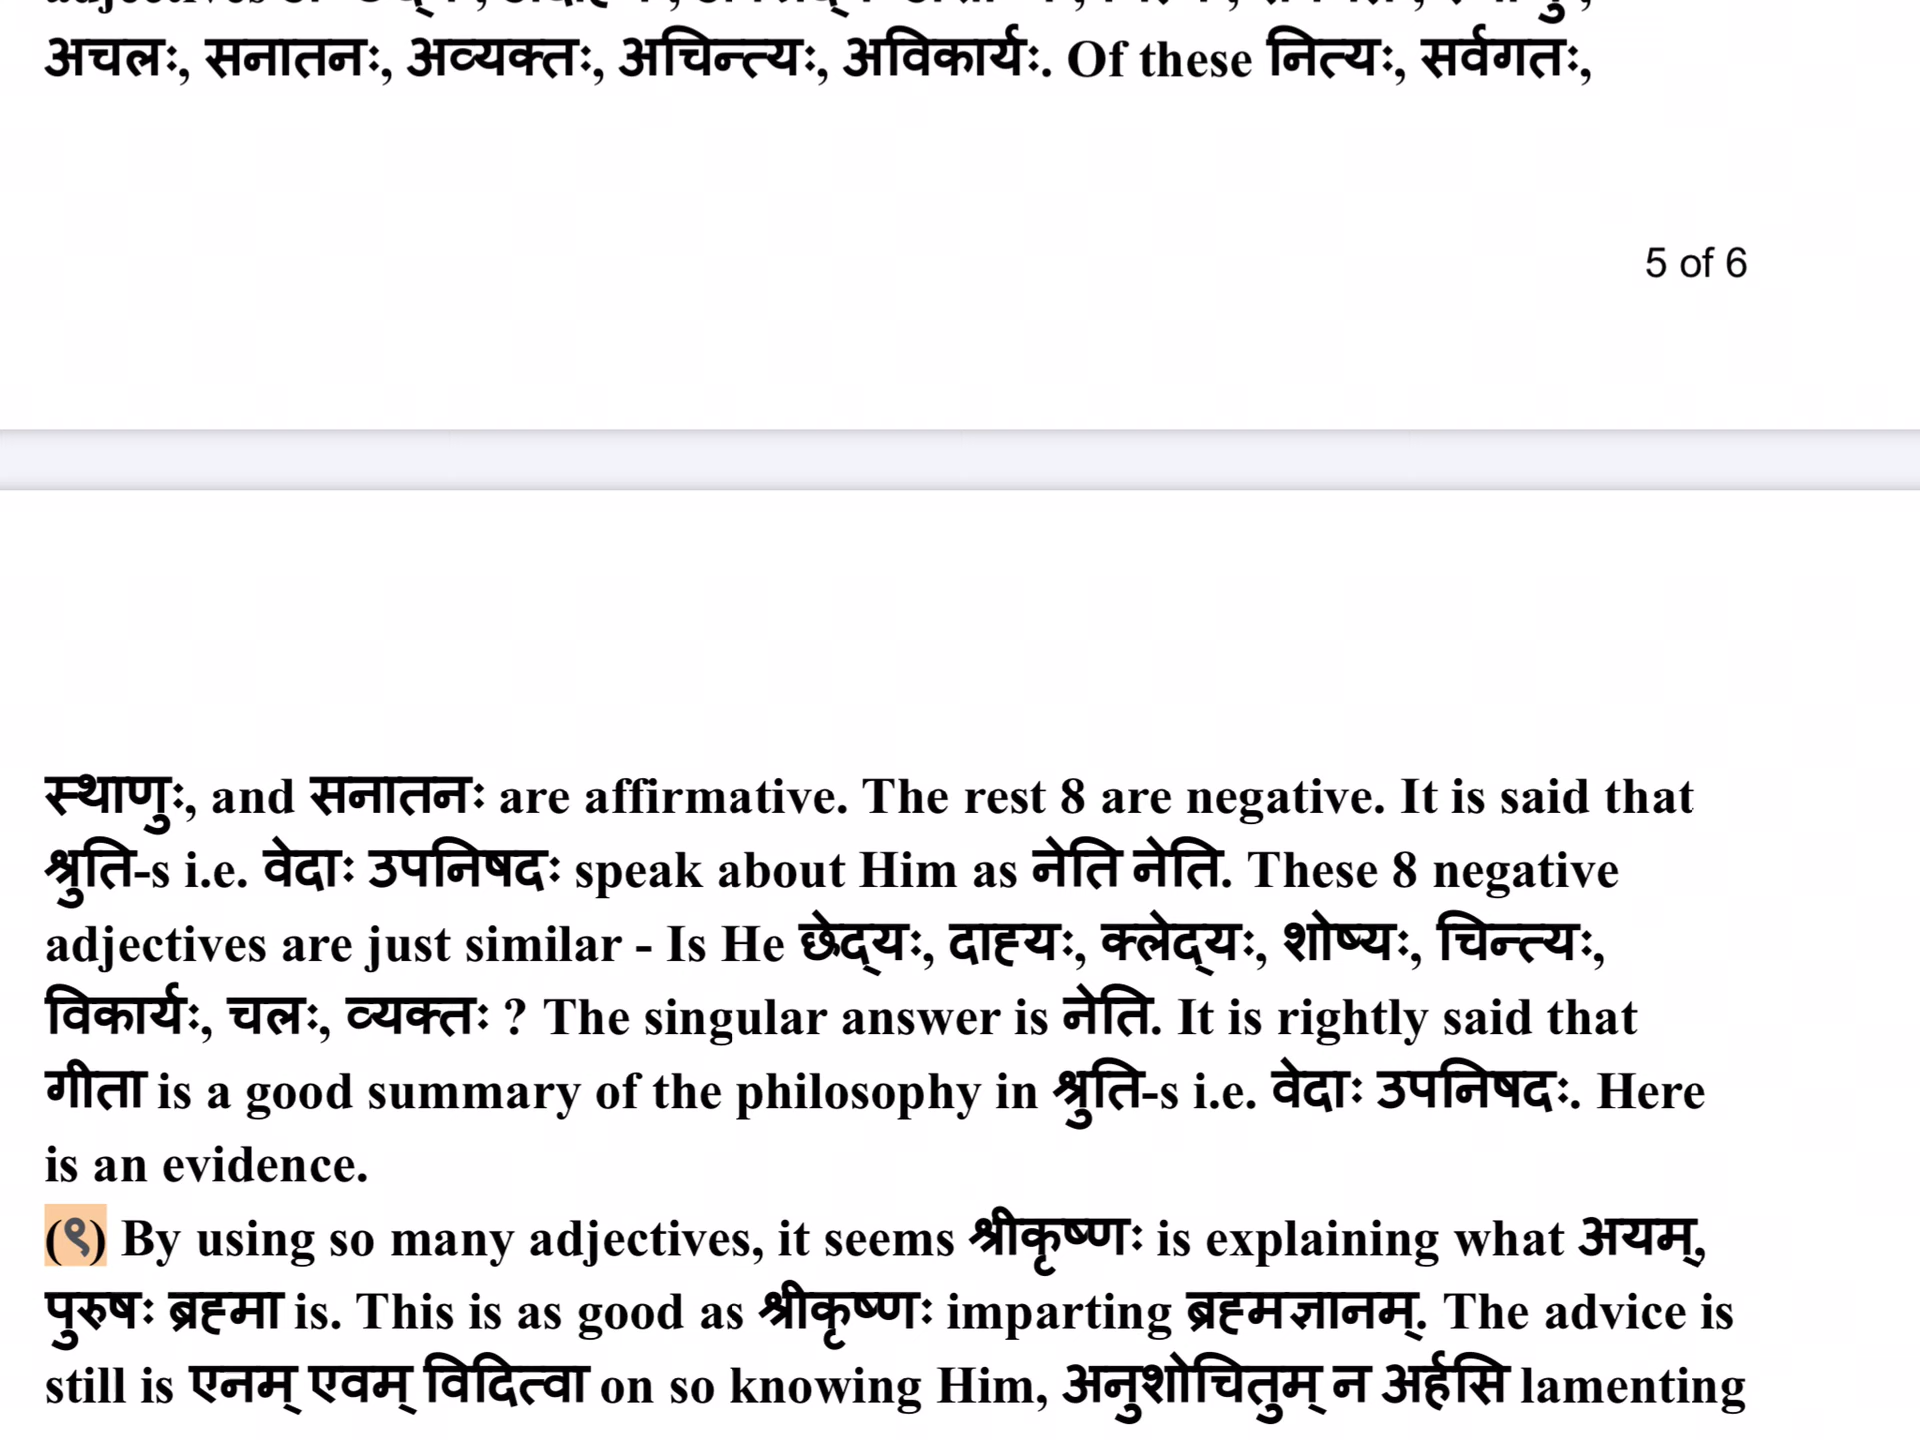 अचलः, सनातनः, अव्यक्तः, अचिन्त्यः, अविकार्यः. Of these नित्यः, सर्वगतः,
5 of 6
स्थाणुः, and सनातनः are affirmative. The rest 8 are negative. It is said that
श्रुति-s i.e. वेदाः उपनिषदः speak about Him as नेति नेति. These 8 negative
adjectives are just similar - Is He छेद्यः, दाह्यः, क्लेद्यः, शोष्यः, चिन्त्यः,
विकार्यः, चलः, व्यक्तः ? The singular answer is नेति. It is rightly said that
गीता is a good summary of the philosophy in श्रुति-s i.e. वेदाः उपनिषदः. Here
is an evidence.
(९) By using so many adjectives, it seems श्रीकृष्णः is explaining what अयम्,
पुरुषः ब्रह्मा is. This is as good as श्रीकृष्णः imparting ब्रह्मज्ञानम्. The advice is
still is एनम् एवम् विदित्वा on so knowing Him, अनुशोचितुम् न अर्हसि lamenting